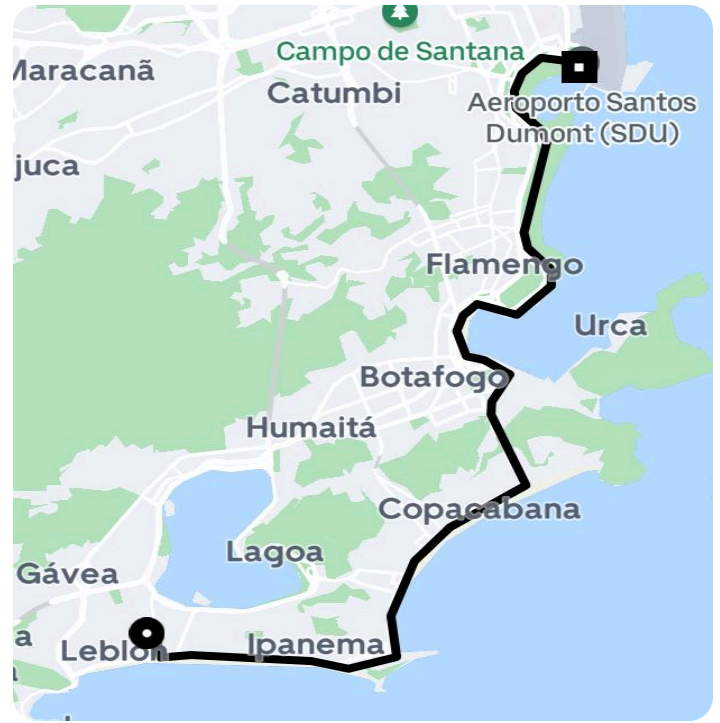 Campo de Santana
Maracanã
Catumbi
Aeroporto Santos
Dumont (SDU)
juca
Flamengo
Urca
Botafogo
Humaitá
Copacabana
Lagoa
Gávea
a
Leblon
Ipanema